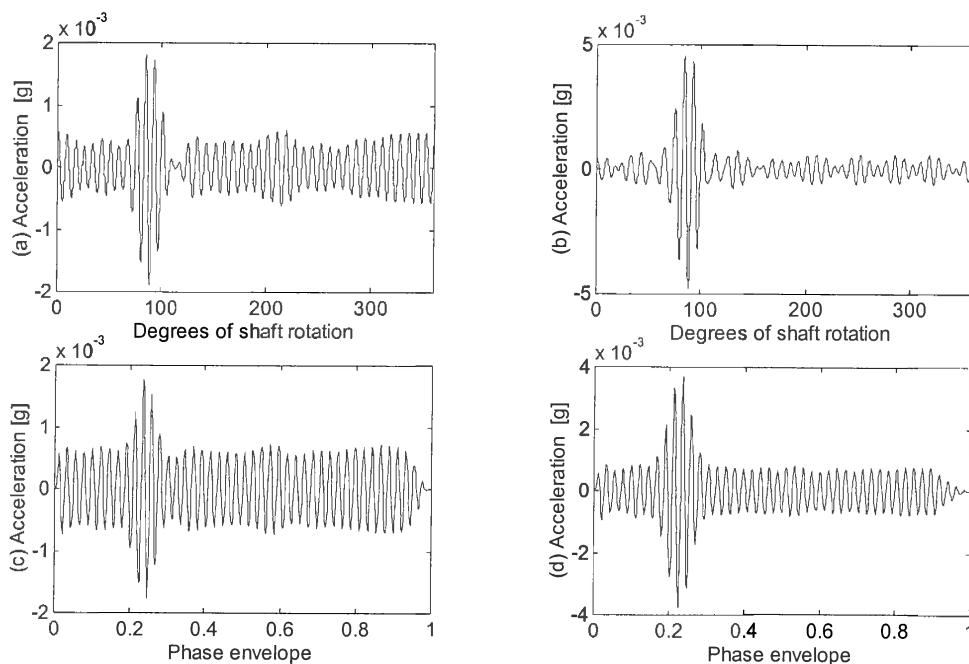 x 10-3
2
1
0
-1
-2
(a) Acceleration [g]
0 100 200 300
Degrees of shaft rotation
x 10-3
5
0
-5
(b) Acceleration [g]
0 100 200 300
Degrees of shaft rotation
x 10-3
2
1
0
-1
-2
(c) Acceleration [g]
0 0.2 0.4 0.6 0.8 1
Phase envelope
x 10-3
4
2
0
-2
-4
(d) Acceleration [g]
0 0.2 0.4 0.6 0.8 1
Phase envelope